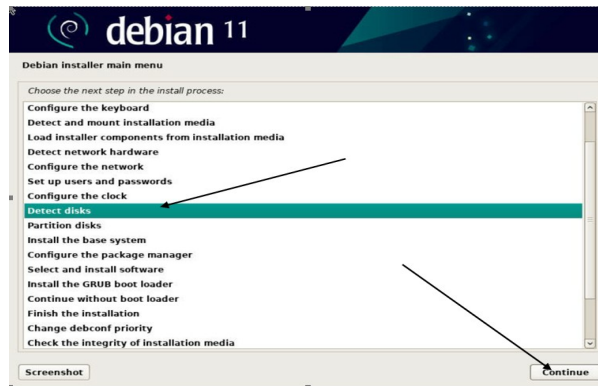 debian 11
Debian installer main menu
Choose the next step in the install process:
Configure the keyboard
Detect and mount installation media
Load installer components from installation media
Detect network hardware
Configure the network
Set up users and passwords
Configure the clock
Detect disks
Partition disks
Install the base system
Configure the package manager
Select and install software
Install the GRUB boot loader
Continue without boot loader
Finish the installation
Change debconf priority
Check the integrity of installation media
Screenshot
Continue